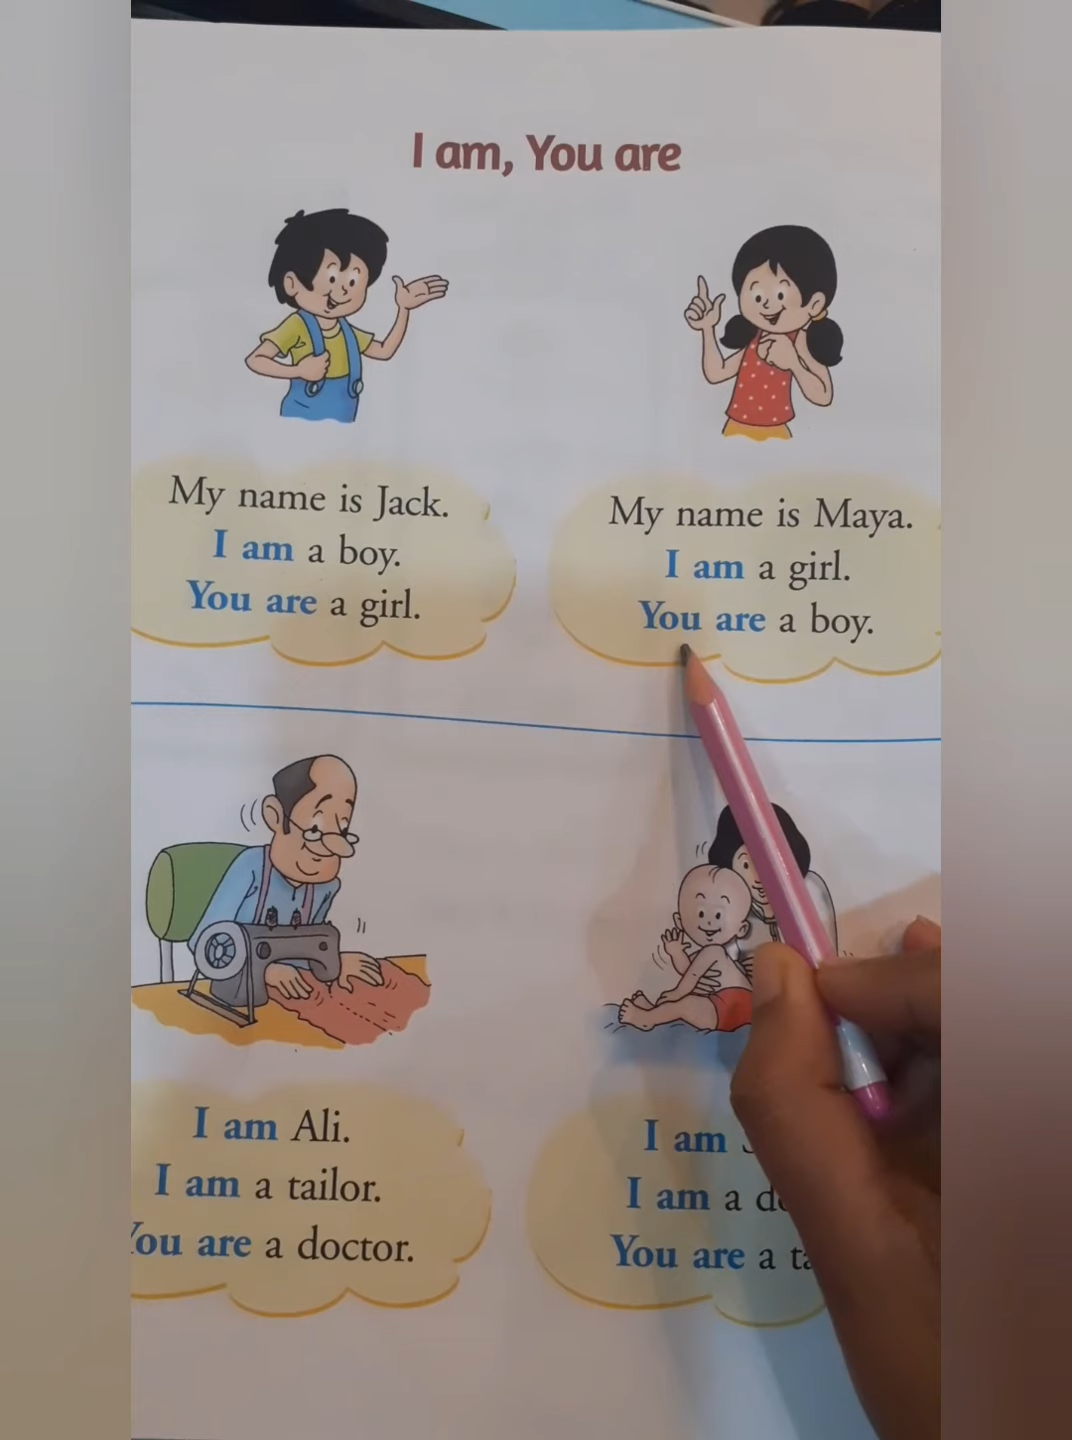 I am, You are
My name is Jack.
I am a boy.
You are a girl.
My name is Maya.
I am a girl.
You are a boy.
I am Ali.
I am a tailor.
You are a doctor.
I am
I am a
You are a